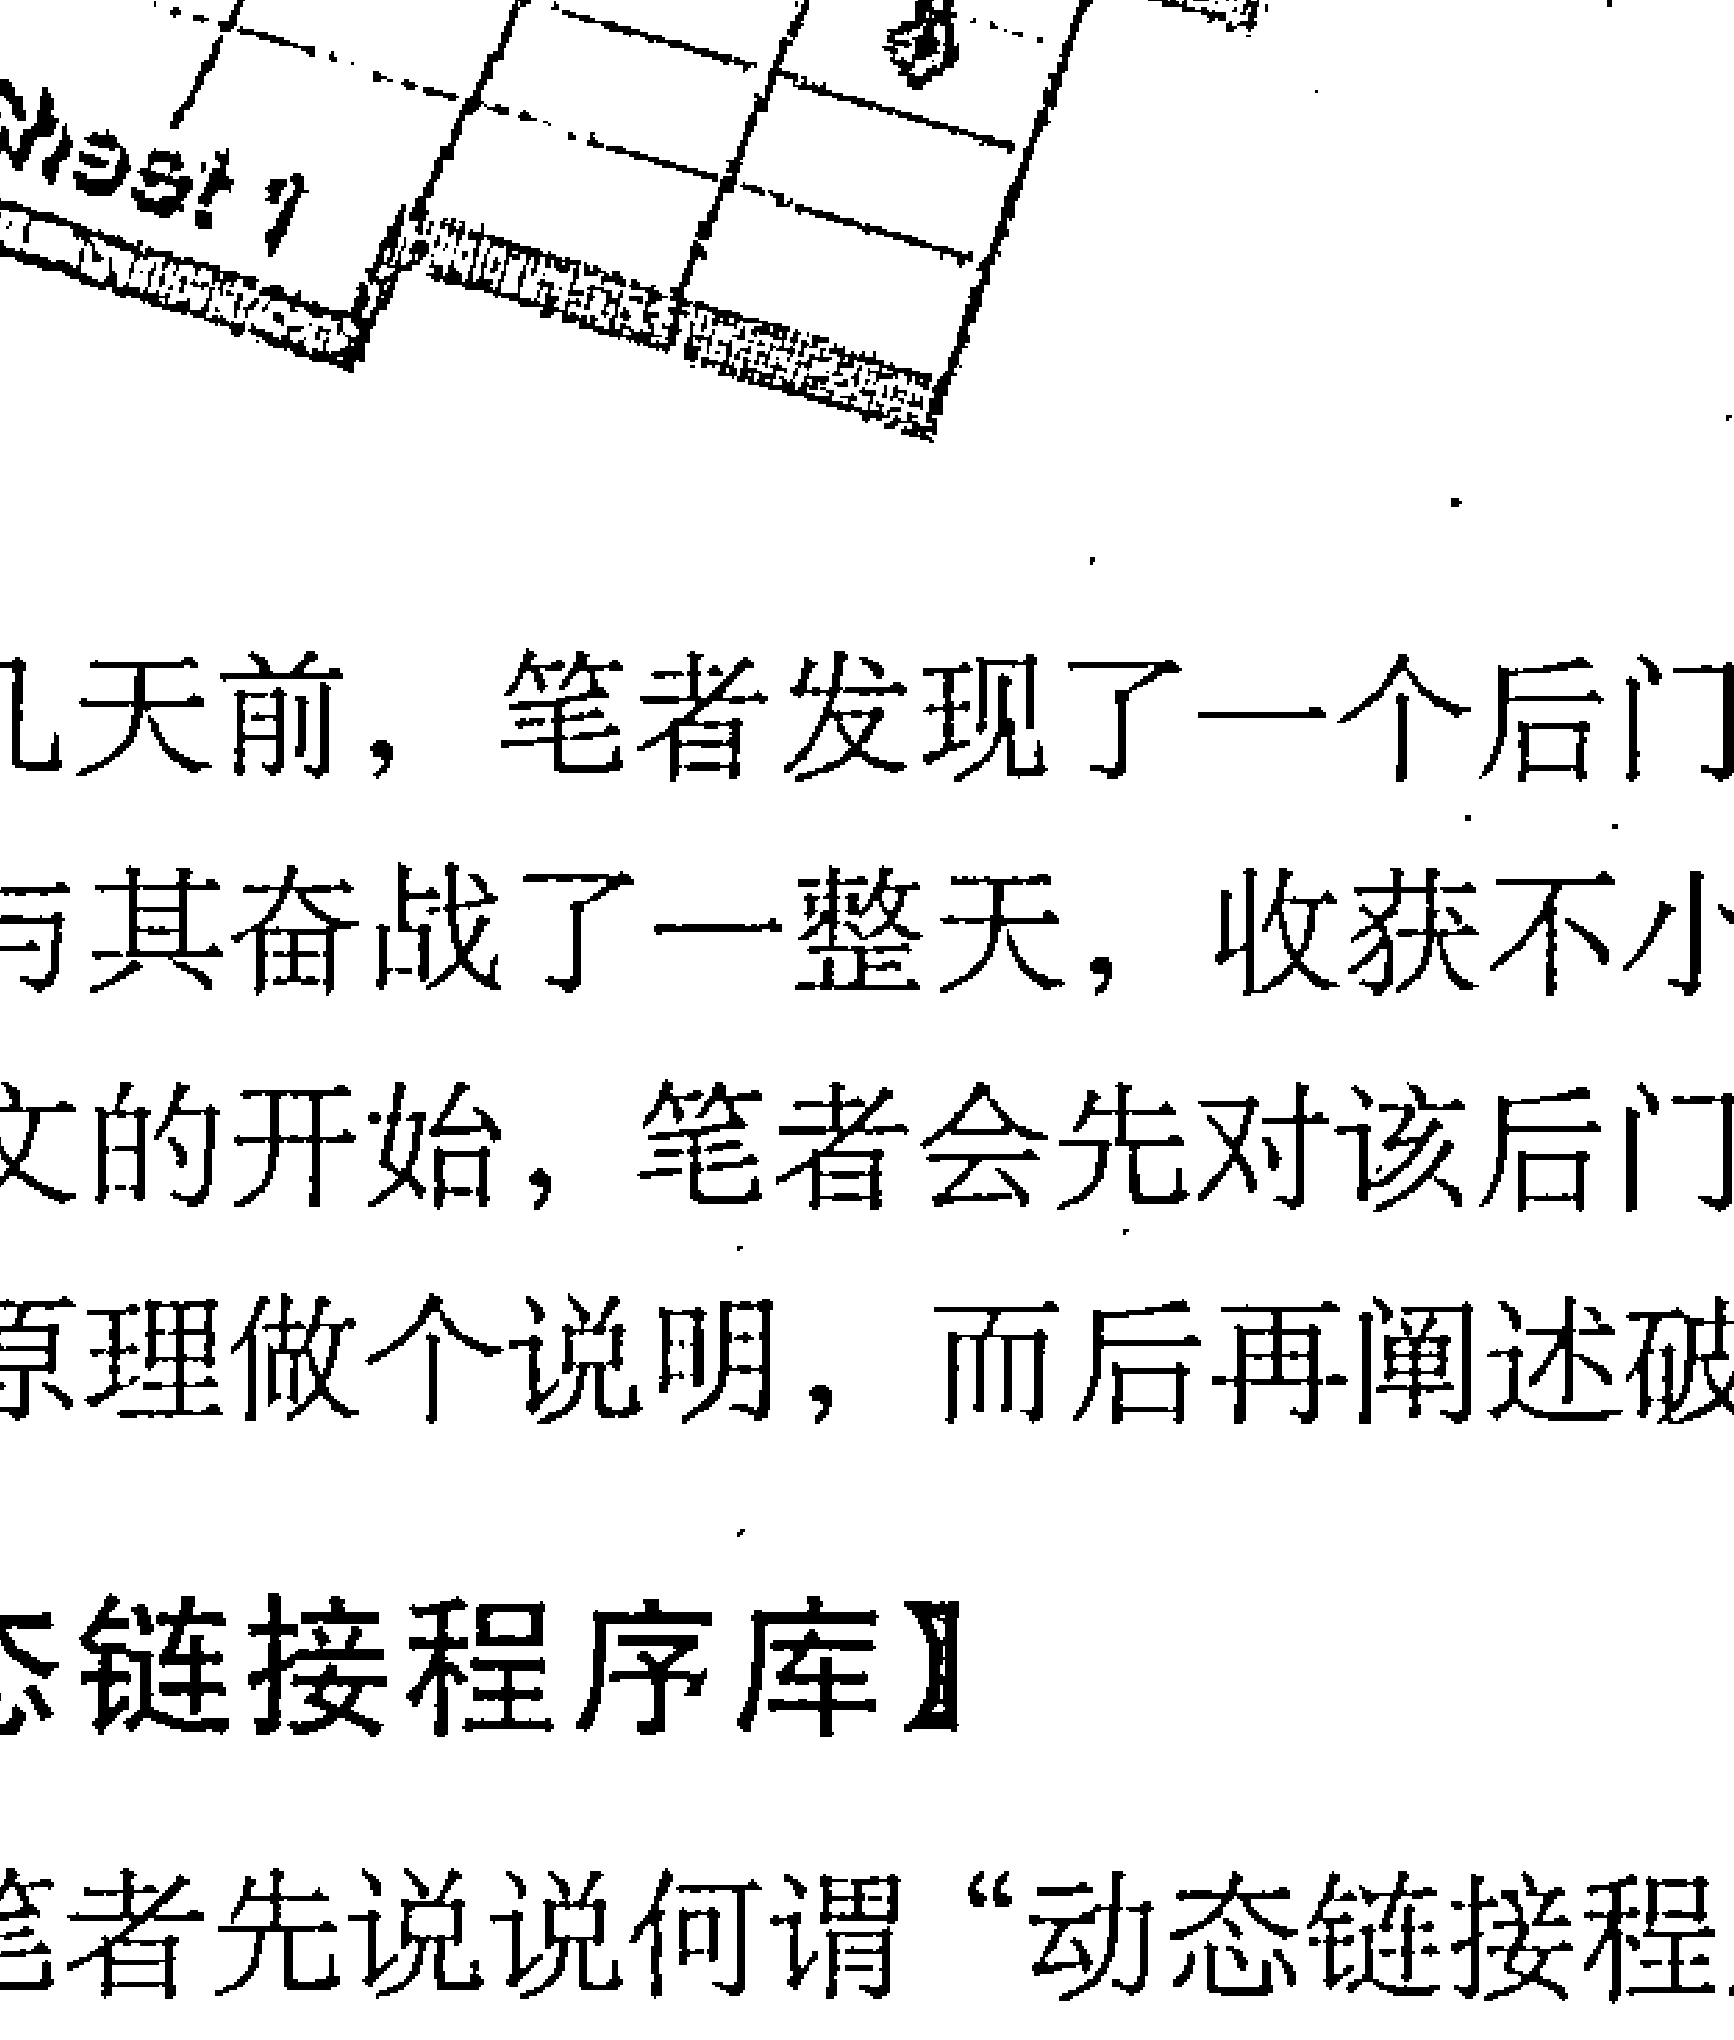 几天前，笔者发现了一个后门
与其奋战了一整天，收获不小
文的开始，笔者会先对该后门
原理做个说明，而后再阐述破
态链接程序库】
笔者先说说何谓“动态链接程